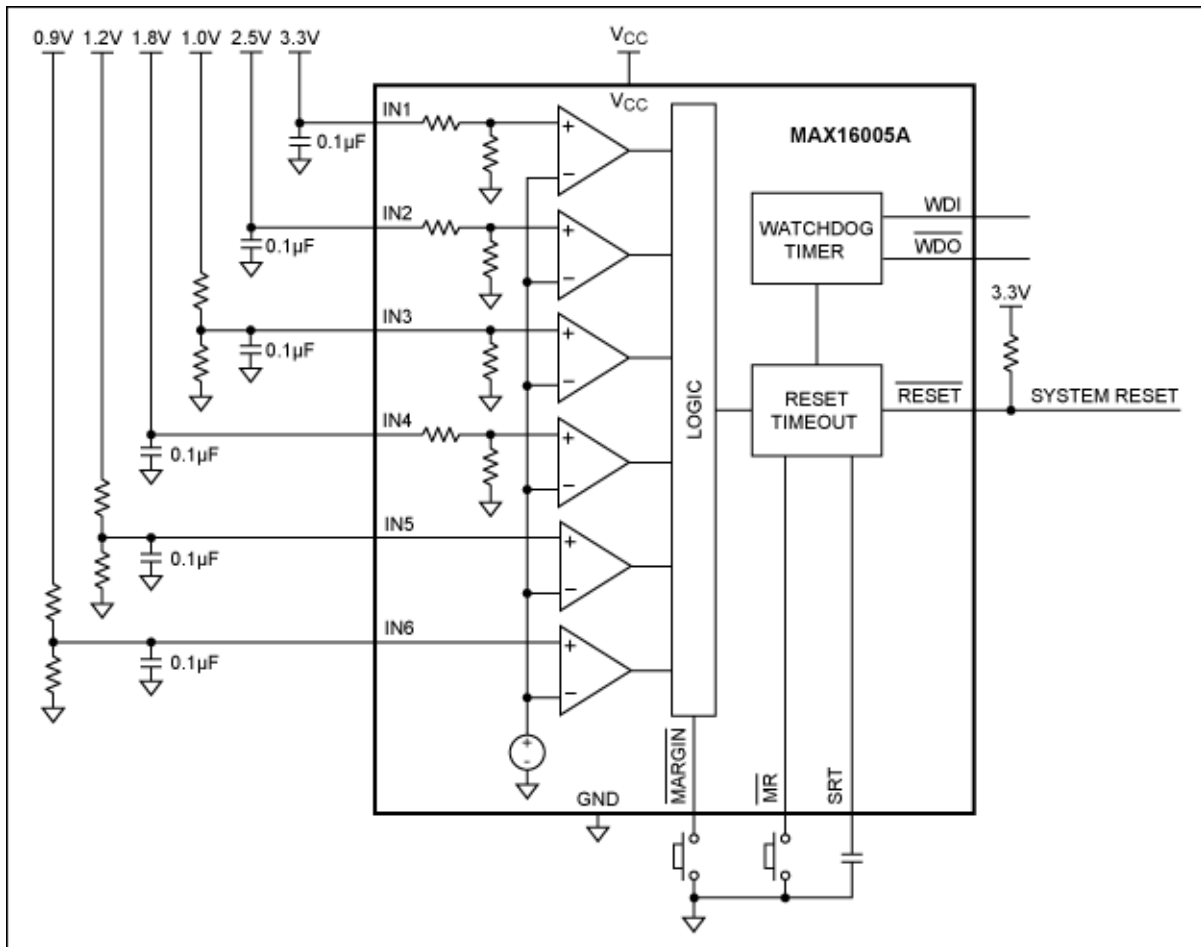 0.9V 1.2V 1.8V 1.0V 2.5V 3.3V
VCC
VCC
MAX16005A
IN1
0.1µF
+
−
IN2
0.1µF
+
−
IN3
0.1µF
+
−
IN4
0.1µF
+
−
IN5
0.1µF
+
−
IN6
0.1µF
+
−
+
-
LOGIC
WATCHDOG
TIMER
WDI
WDO
3.3V
RESET
TIMEOUT
RESET
SYSTEM RESET
GND
MARGIN
MR
SRT